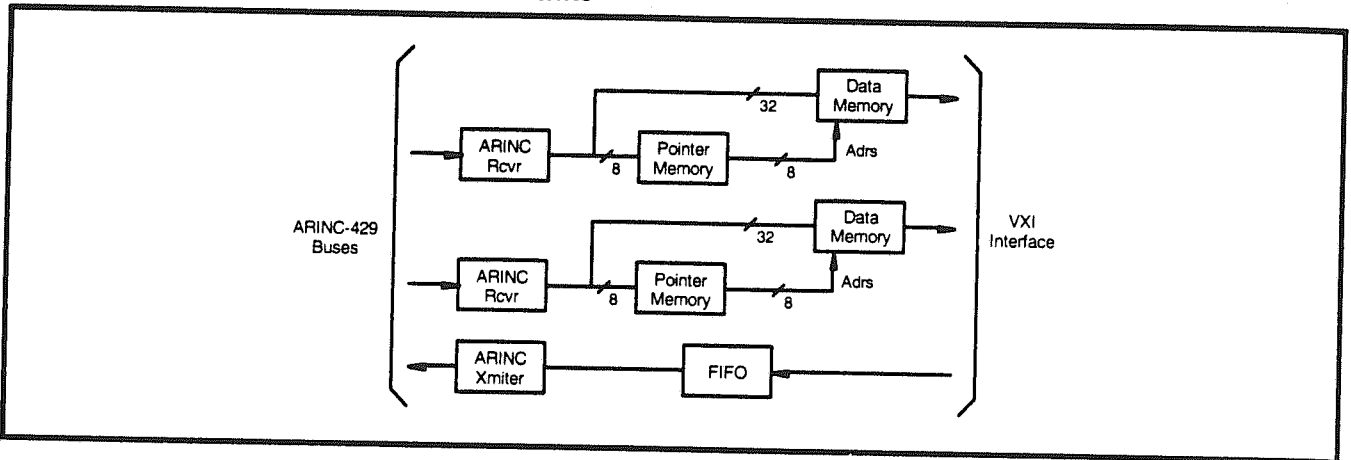 Data
Memory
32
ARINC
Rcvr
8
Pointer
Memory
8
Adrs
ARINC-429
Buses
Data
Memory
32
VXI
Interface
ARINC
Rcvr
8
Pointer
Memory
8
Adrs
ARINC
Xmiter
FIFO